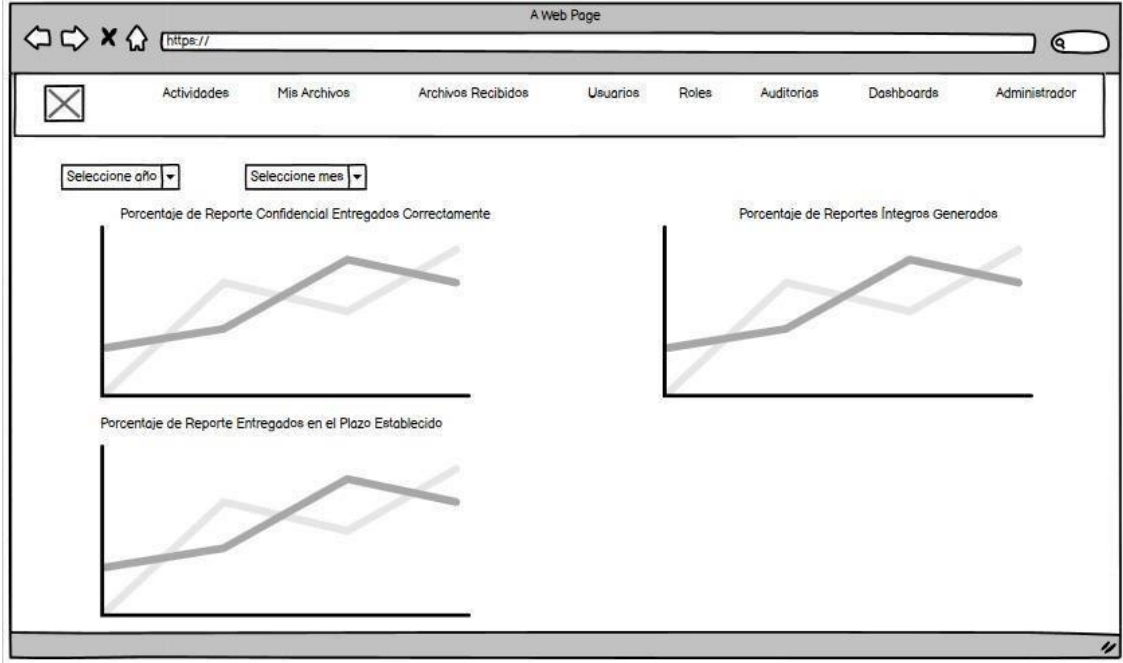 A Web Page
https://
Actividades Mis Archivos Archivos Recibidos Usuarios Roles Auditorias Dashboards Administrador
Seleccione año Seleccione mes
Porcentaje de Reporte Confidencial Entregados Correctamente Porcentaje de Reportes Íntegros Generados
Porcentaje de Reporte Entregados en el Plazo Establecido